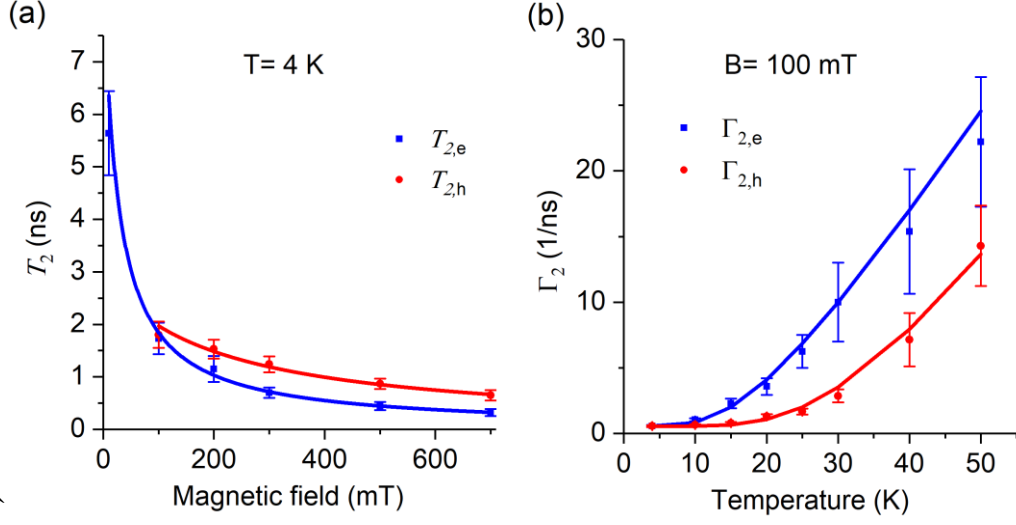 (a)
T= 4 K
T2,e
T2,h
T2 (ns)
7
6
5
4
3
2
1
0
0 200 400 600
Magnetic field (mT)
(b)
B= 100 mT
Γ2,e
Γ2,h
Γ2 (1/ns)
30
20
10
0
0 10 20 30 40 50
Temperature (K)